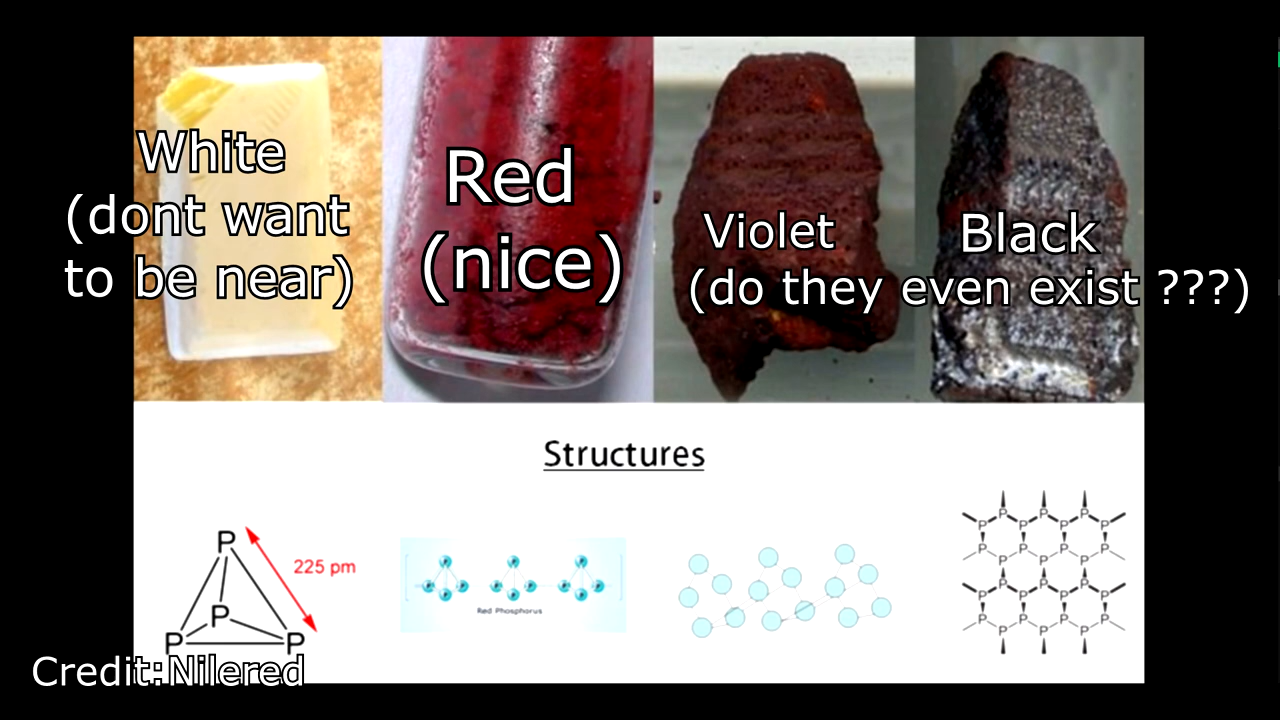 White
(dont want
to be near)
Red
(nice)
Violet
Black
(do they even exist ???)
Structures
P
225 pm
P
P
P
Red Phosphorus
P P P
P P P P
P P P P
P P P
P P P
P P P P
P P P P
P P P
Credit:Nilered